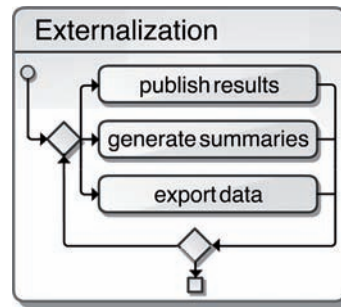 Externalization
publish results
generate summaries
export data